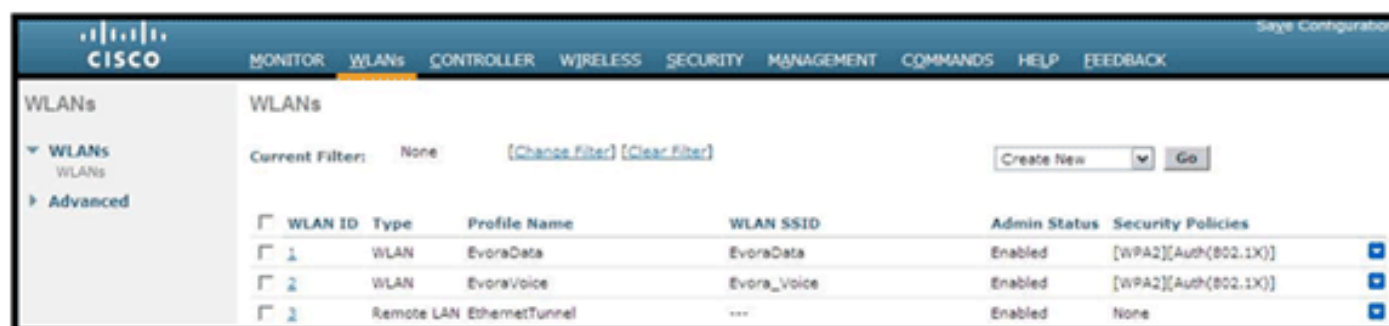 Save Configuration
CISCO
MONITOR WLANs CONTROLLER WIRELESS SECURITY MANAGEMENT COMMANDS HELP FEEDBACK
WLANs
WLANs
WLANs
Advanced
WLANs
Current Filter: None [Change Filter] [Clear Filter]
Create New Go
WLAN ID Type Profile Name WLAN SSID Admin Status Security Policies
1 WLAN EvoraData EvoraData Enabled [WPA2][Auth(802.1X)]
2 WLAN EvoraVoice Evora_Voice Enabled [WPA2][Auth(802.1X)]
3 Remote LAN EthernetTunnel --- Enabled None